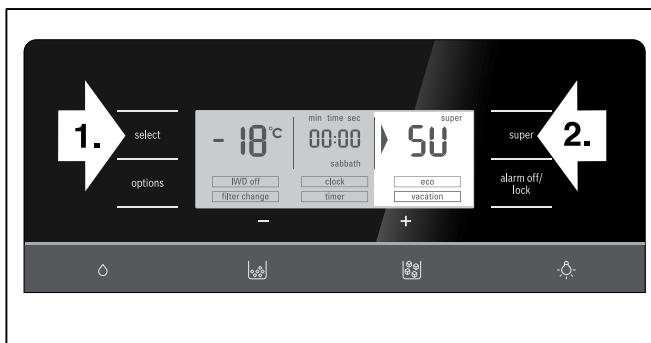 1.
select
options
- 18°C
min time sec
00:00
sabbath
super
SU
IWD off
clock
eco
filter change
timer
vacation
super
2.
alarm off/
lock
−
+